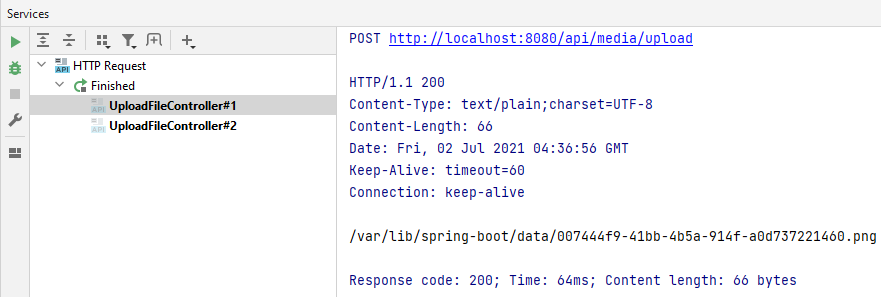 Services
HTTP Request
Finished
UploadFileController#1
UploadFileController#2
POST http://localhost:8080/api/media/upload
HTTP/1.1 200
Content-Type: text/plain;charset=UTF-8
Content-Length: 66
Date: Fri, 02 Jul 2021 04:36:56 GMT
Keep-Alive: timeout=60
Connection: keep-alive
/var/lib/spring-boot/data/007444f9-41bb-4b5a-914f-a0d737221460.png
Response code: 200; Time: 64ms; Content length: 66 bytes